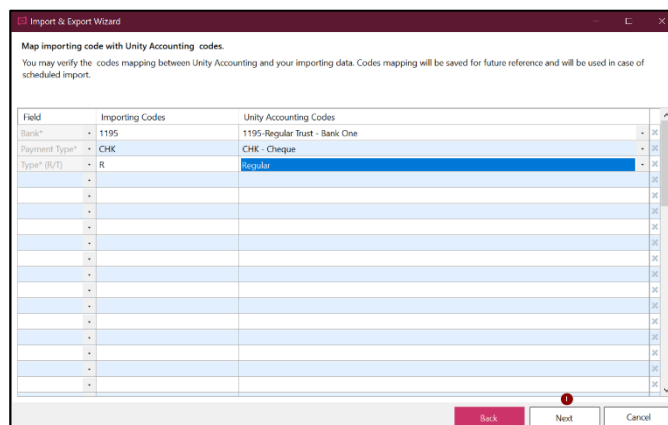 Import & Export Wizard
Map importing code with Unity Accounting codes.
You may verify the codes mapping between Unity Accounting and your importing data. Codes mapping will be saved for future reference and will be used in case of
scheduled import.
Field Importing Codes Unity Accounting Codes
Bank* 1195 1195-Regular Trust - Bank One
Payment Type* CHK CHK - Cheque
Type* (R/T) R Regular
Back Next Cancel